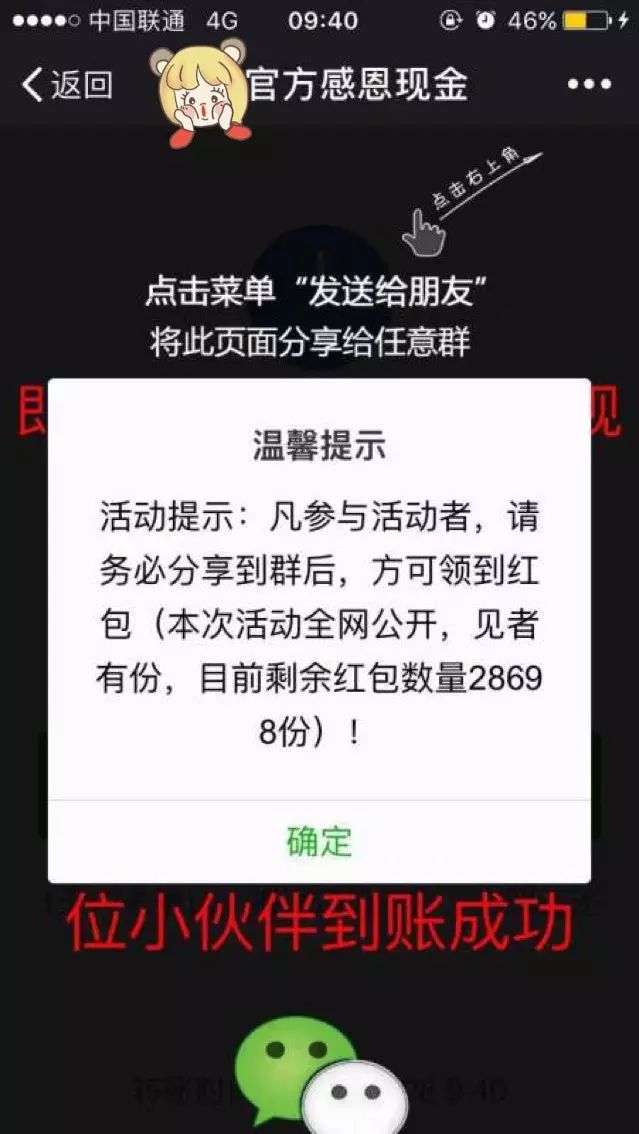 中国联通 4G 09:40 46%
返回 官方感恩现金
点击右上角
点击菜单“发送给朋友”
将此页面分享给任意群
温馨提示
活动提示：凡参与活动者，请
务必分享到群后，方可领到红
包（本次活动全网公开，见者
有份，目前剩余红包数量2869
8份）！
确定
位小伙伴到账成功